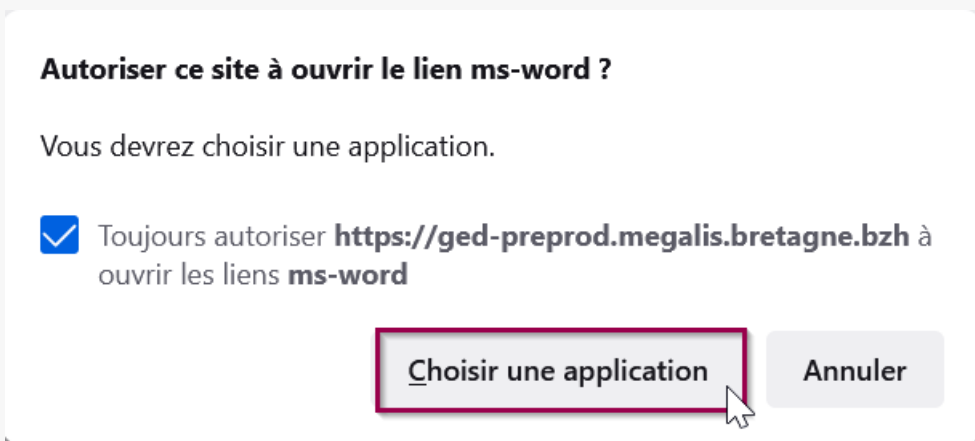 Autoriser ce site à ouvrir le lien ms-word ?
Vous devrez choisir une application.
Toujours autoriser https://ged-preprod.megalis.bretagne.bzh à
ouvrir les liens ms-word
Choisir une application
Annuler